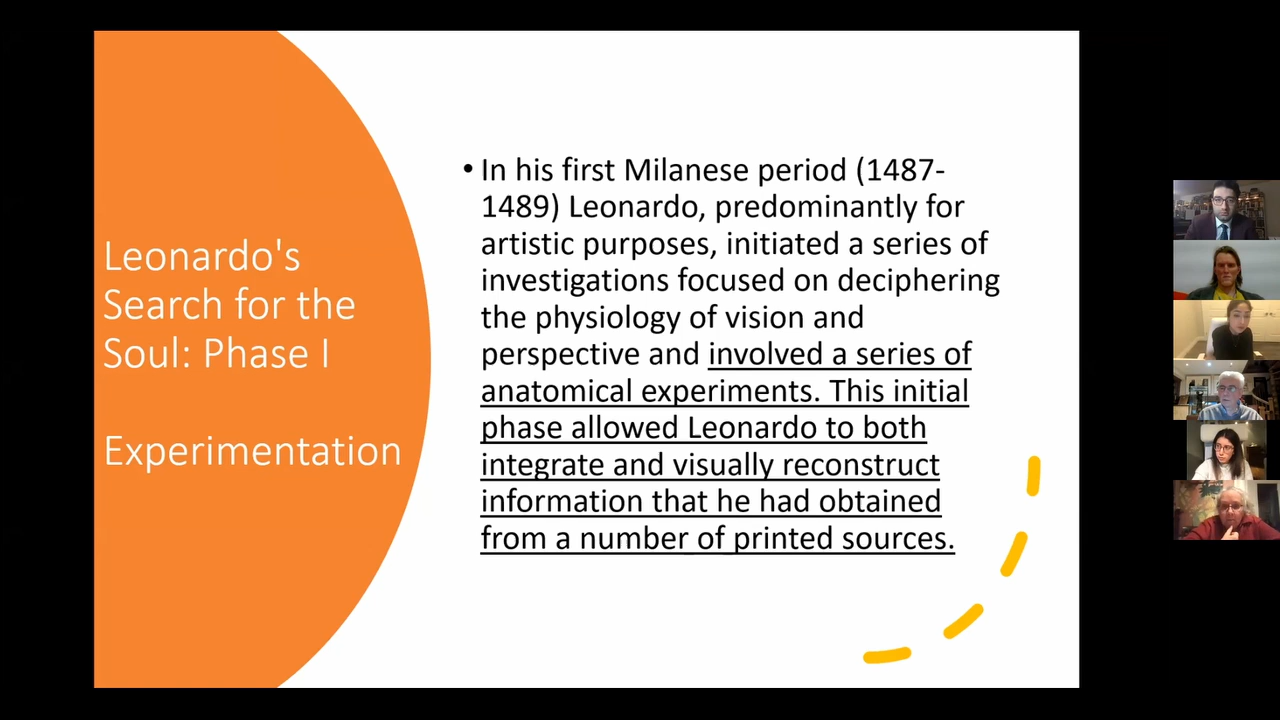 Leonardo's
Search for the
Soul: Phase I
Experimentation
• In his first Milanese period (1487-
1489) Leonardo, predominantly for
artistic purposes, initiated a series of
investigations focused on deciphering
the physiology of vision and
perspective and involved a series of
anatomical experiments. This initial
phase allowed Leonardo to both
integrate and visually reconstruct
information that he had obtained
from a number of printed sources.